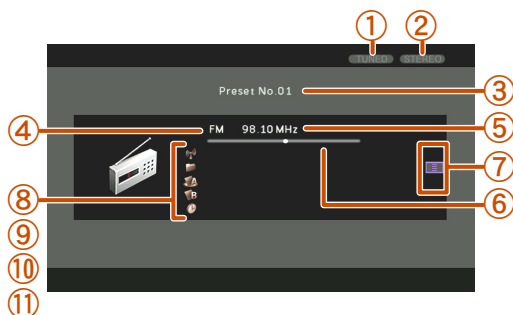 ① ②
TUNED STEREO
Preset No.01 ③
④ FM 98.10 MHz ⑤
⑦
A
⑧ B ⑥
⑨
⑩
⑪